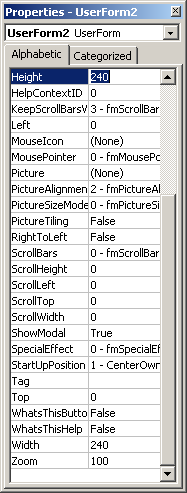 Properties - UserForm2
UserForm2 UserForm
Alphabetic Categorized
Height 240
HelpContextID 0
KeepScrollBarsV 3 - fmScrollBar
Left 0
MouseIcon (None)
MousePointer 0 - fmMousePo
Picture (None)
PictureAlignmen 2 - fmPictureAl
PictureSizeMode 0 - fmPictureSi
PictureTiling False
RightToLeft False
ScrollBars 0 - fmScrollBar
ScrollHeight 0
ScrollLeft 0
ScrollTop 0
ScrollWidth 0
ShowModal True
SpecialEffect 0 - fmSpecialEf
StartUpPosition 1 - CenterOwn
Tag
Top 0
WhatsThisButto False
WhatsThisHelp False
Width 240
Zoom 100